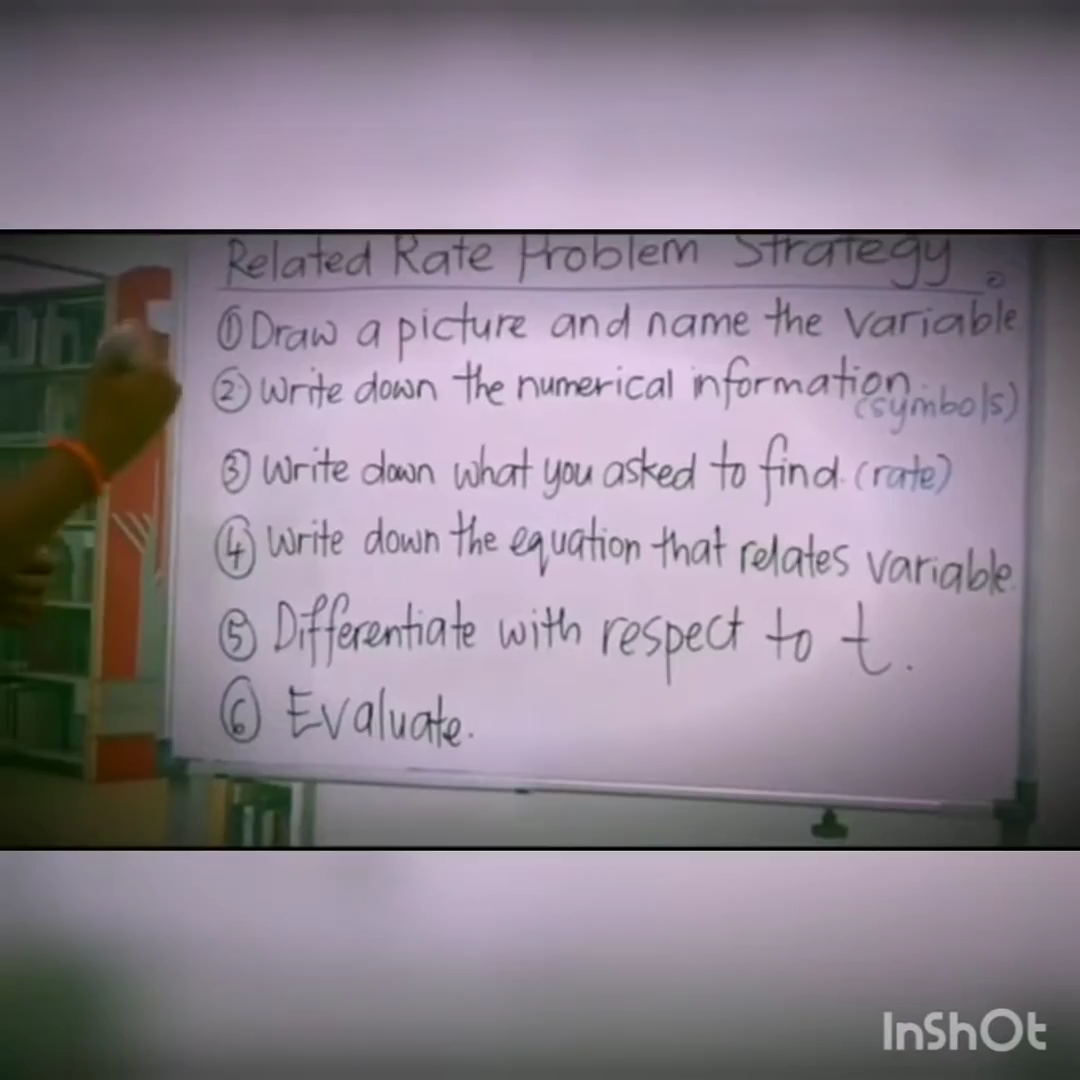 Related Rate Problem Strategy
① Draw a picture and name the variable
② Write down the numerical information
(symbols)
③ Write down what you asked to find. (rate)
④ Write down the equation that relates variable.
⑤ Differentiate with respect to t.
⑥ Evaluate.
InShOt